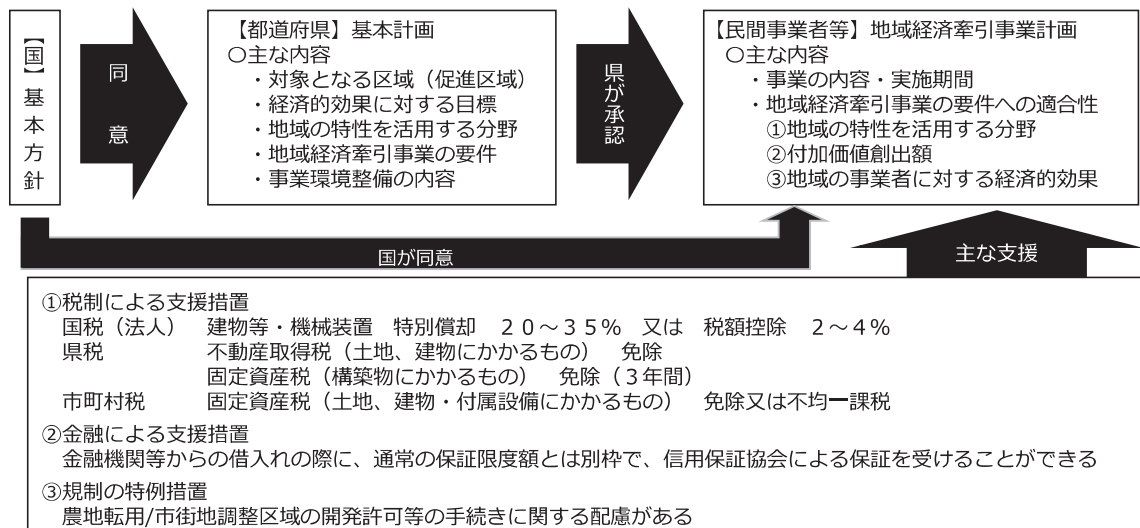 【国】基本方針
同意
【都道府県】基本計画
〇主な内容
・対象となる区域（促進区域）
・経済的効果に対する目標
・地域の特性を活用する分野
・地域経済牽引事業の要件
・事業環境整備の内容
県が承認
【民間事業者等】地域経済牽引事業計画
〇主な内容
・事業の内容・実施期間
・地域経済牽引事業の要件への適合性
①地域の特性を活用する分野
②付加価値創出額
③地域の事業者に対する経済的効果
国が同意
主な支援
①税制による支援措置
国税（法人）　建物等・機械装置　特別償却　２０～３５％　又は　税額控除　２～４％
県税　不動産取得税（土地、建物にかかるもの）　免除
固定資産税（構築物にかかるもの）　免除（３年間）
市町村税　固定資産税（土地、建物・付属設備にかかるもの）　免除又は不均一課税
②金融による支援措置
金融機関等からの借入れの際に、通常の保証限度額とは別枠で、信用保証協会による保証を受けることができる
③規制の特例措置
農地転用/市街地調整区域の開発許可等の手続きに関する配慮がある